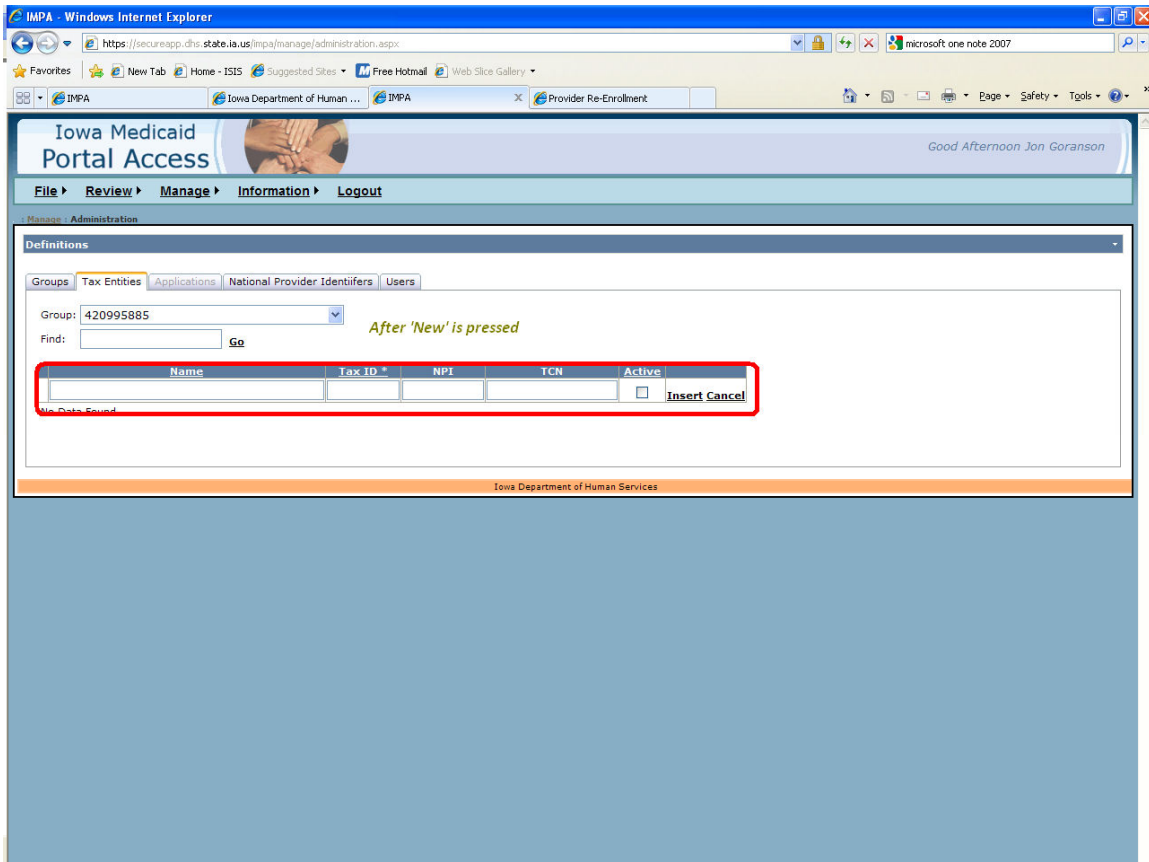 IMPA - Windows Internet Explorer
https://secureapp.dhs.state.ia.us/impa/manage/administration.aspx
microsoft one note 2007
Favorites New Tab Home - ISIS Suggested Sites Free Hotmail Web Slice Gallery
IMPA Iowa Department of Human ... IMPA X Provider Re-Enrollment Page Safety Tools
Iowa Medicaid
Portal Access
Good Afternoon Jon Goranson
File Review Manage Information Logout
: Manage : Administration
Definitions
Groups Tax Entities Applications National Provider Identiifers Users
Group: 420995885
After 'New' is pressed
Find: Go
Name Tax ID * NPI TCN Active
Insert Cancel
No Data Found
Iowa Department of Human Services